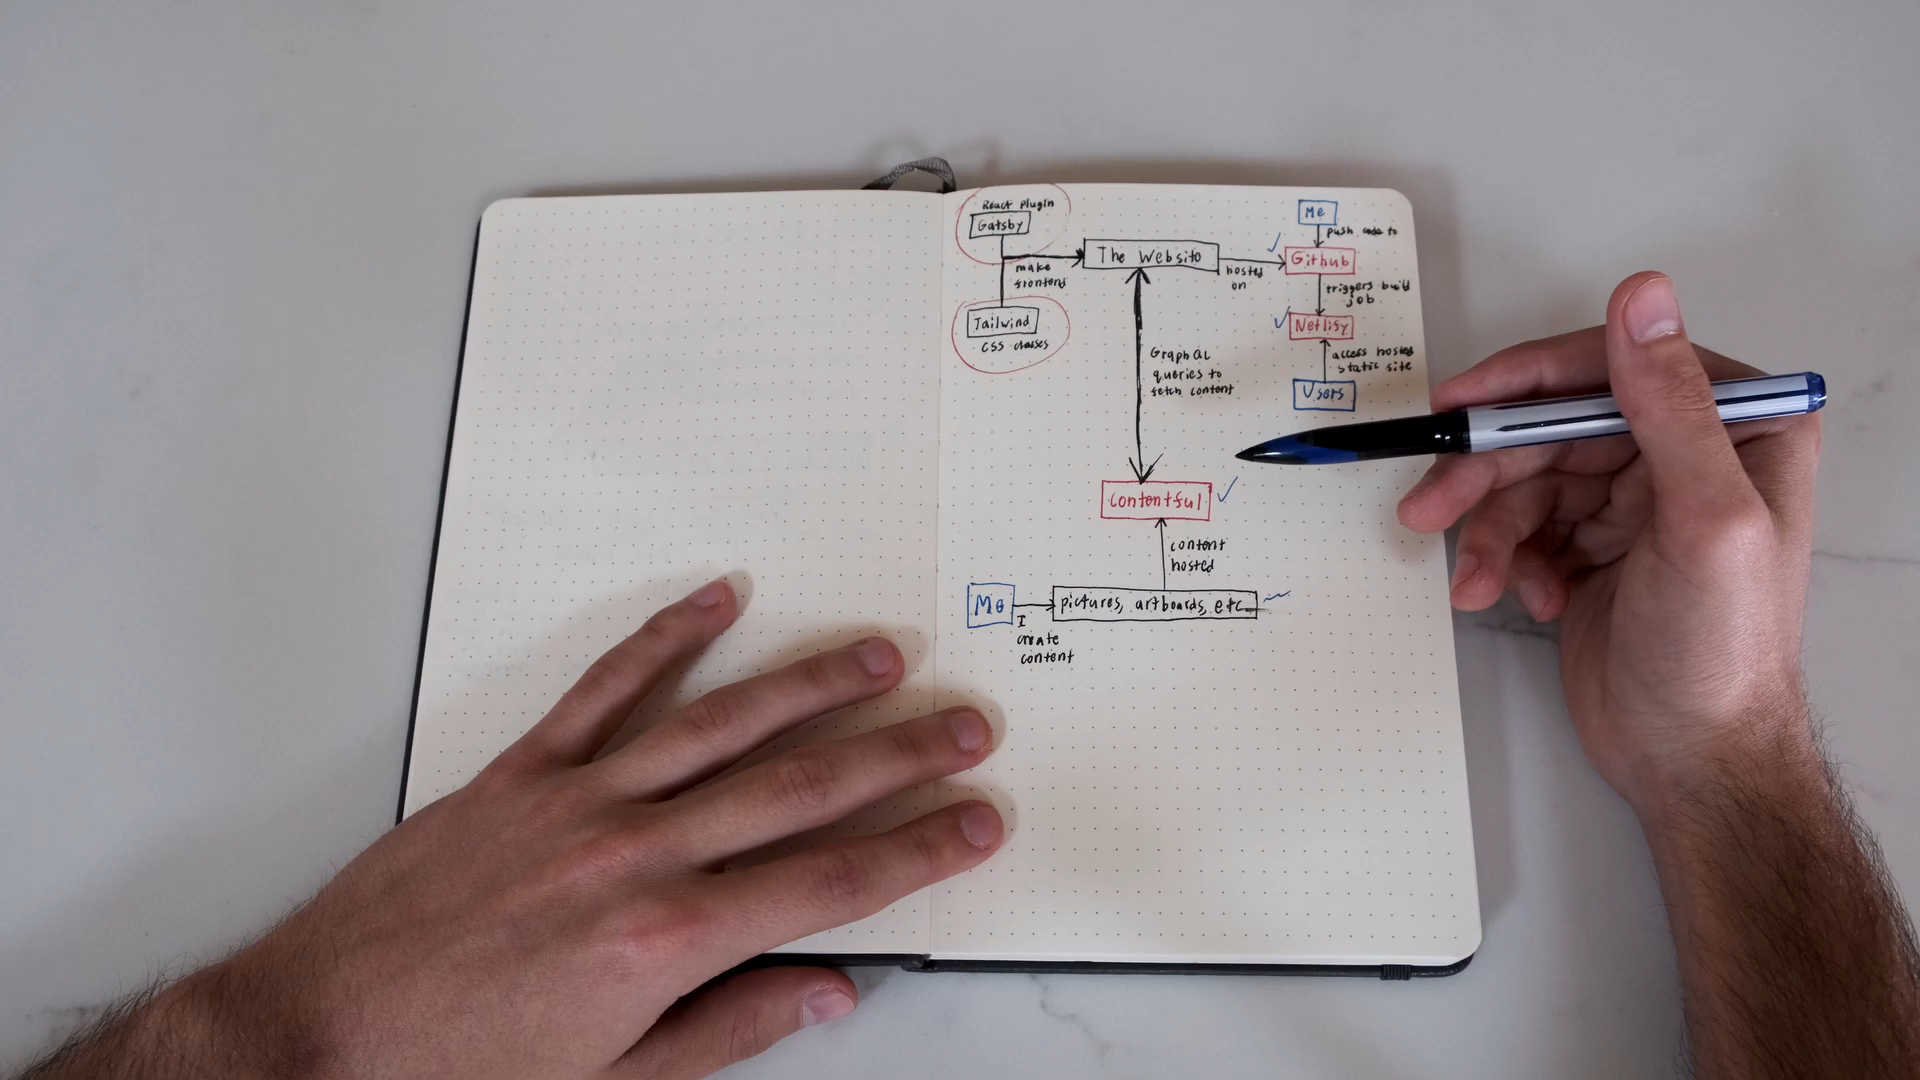 React plugin
Gatsby
make
frontend
Tailwind
CSS classes
The Website
hosted
on
Me
push code to
Github
triggers build
job
Netlify
access hosted
static site
Users
GraphQL
queries to
fetch content
Contentful
content
hosted
Me
I
create
content
pictures, artboards, etc.